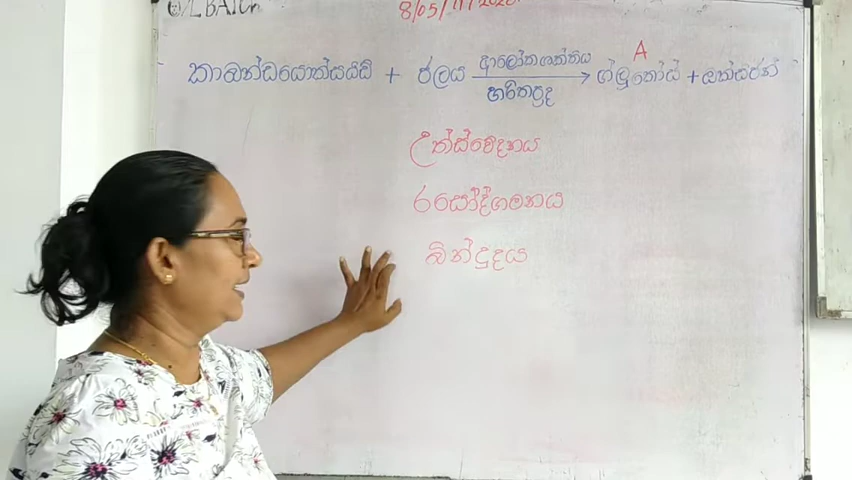 O/L BATCH
කාබන්ඩයොක්සයිඩ් + ජලය ආලෝකශක්තිය හරිතප්‍රද → ග්ලූකෝස් + ඔක්සිජන්
A
උත්ස්වේදනය
රසෝද්ගමනය
බින්දුදය